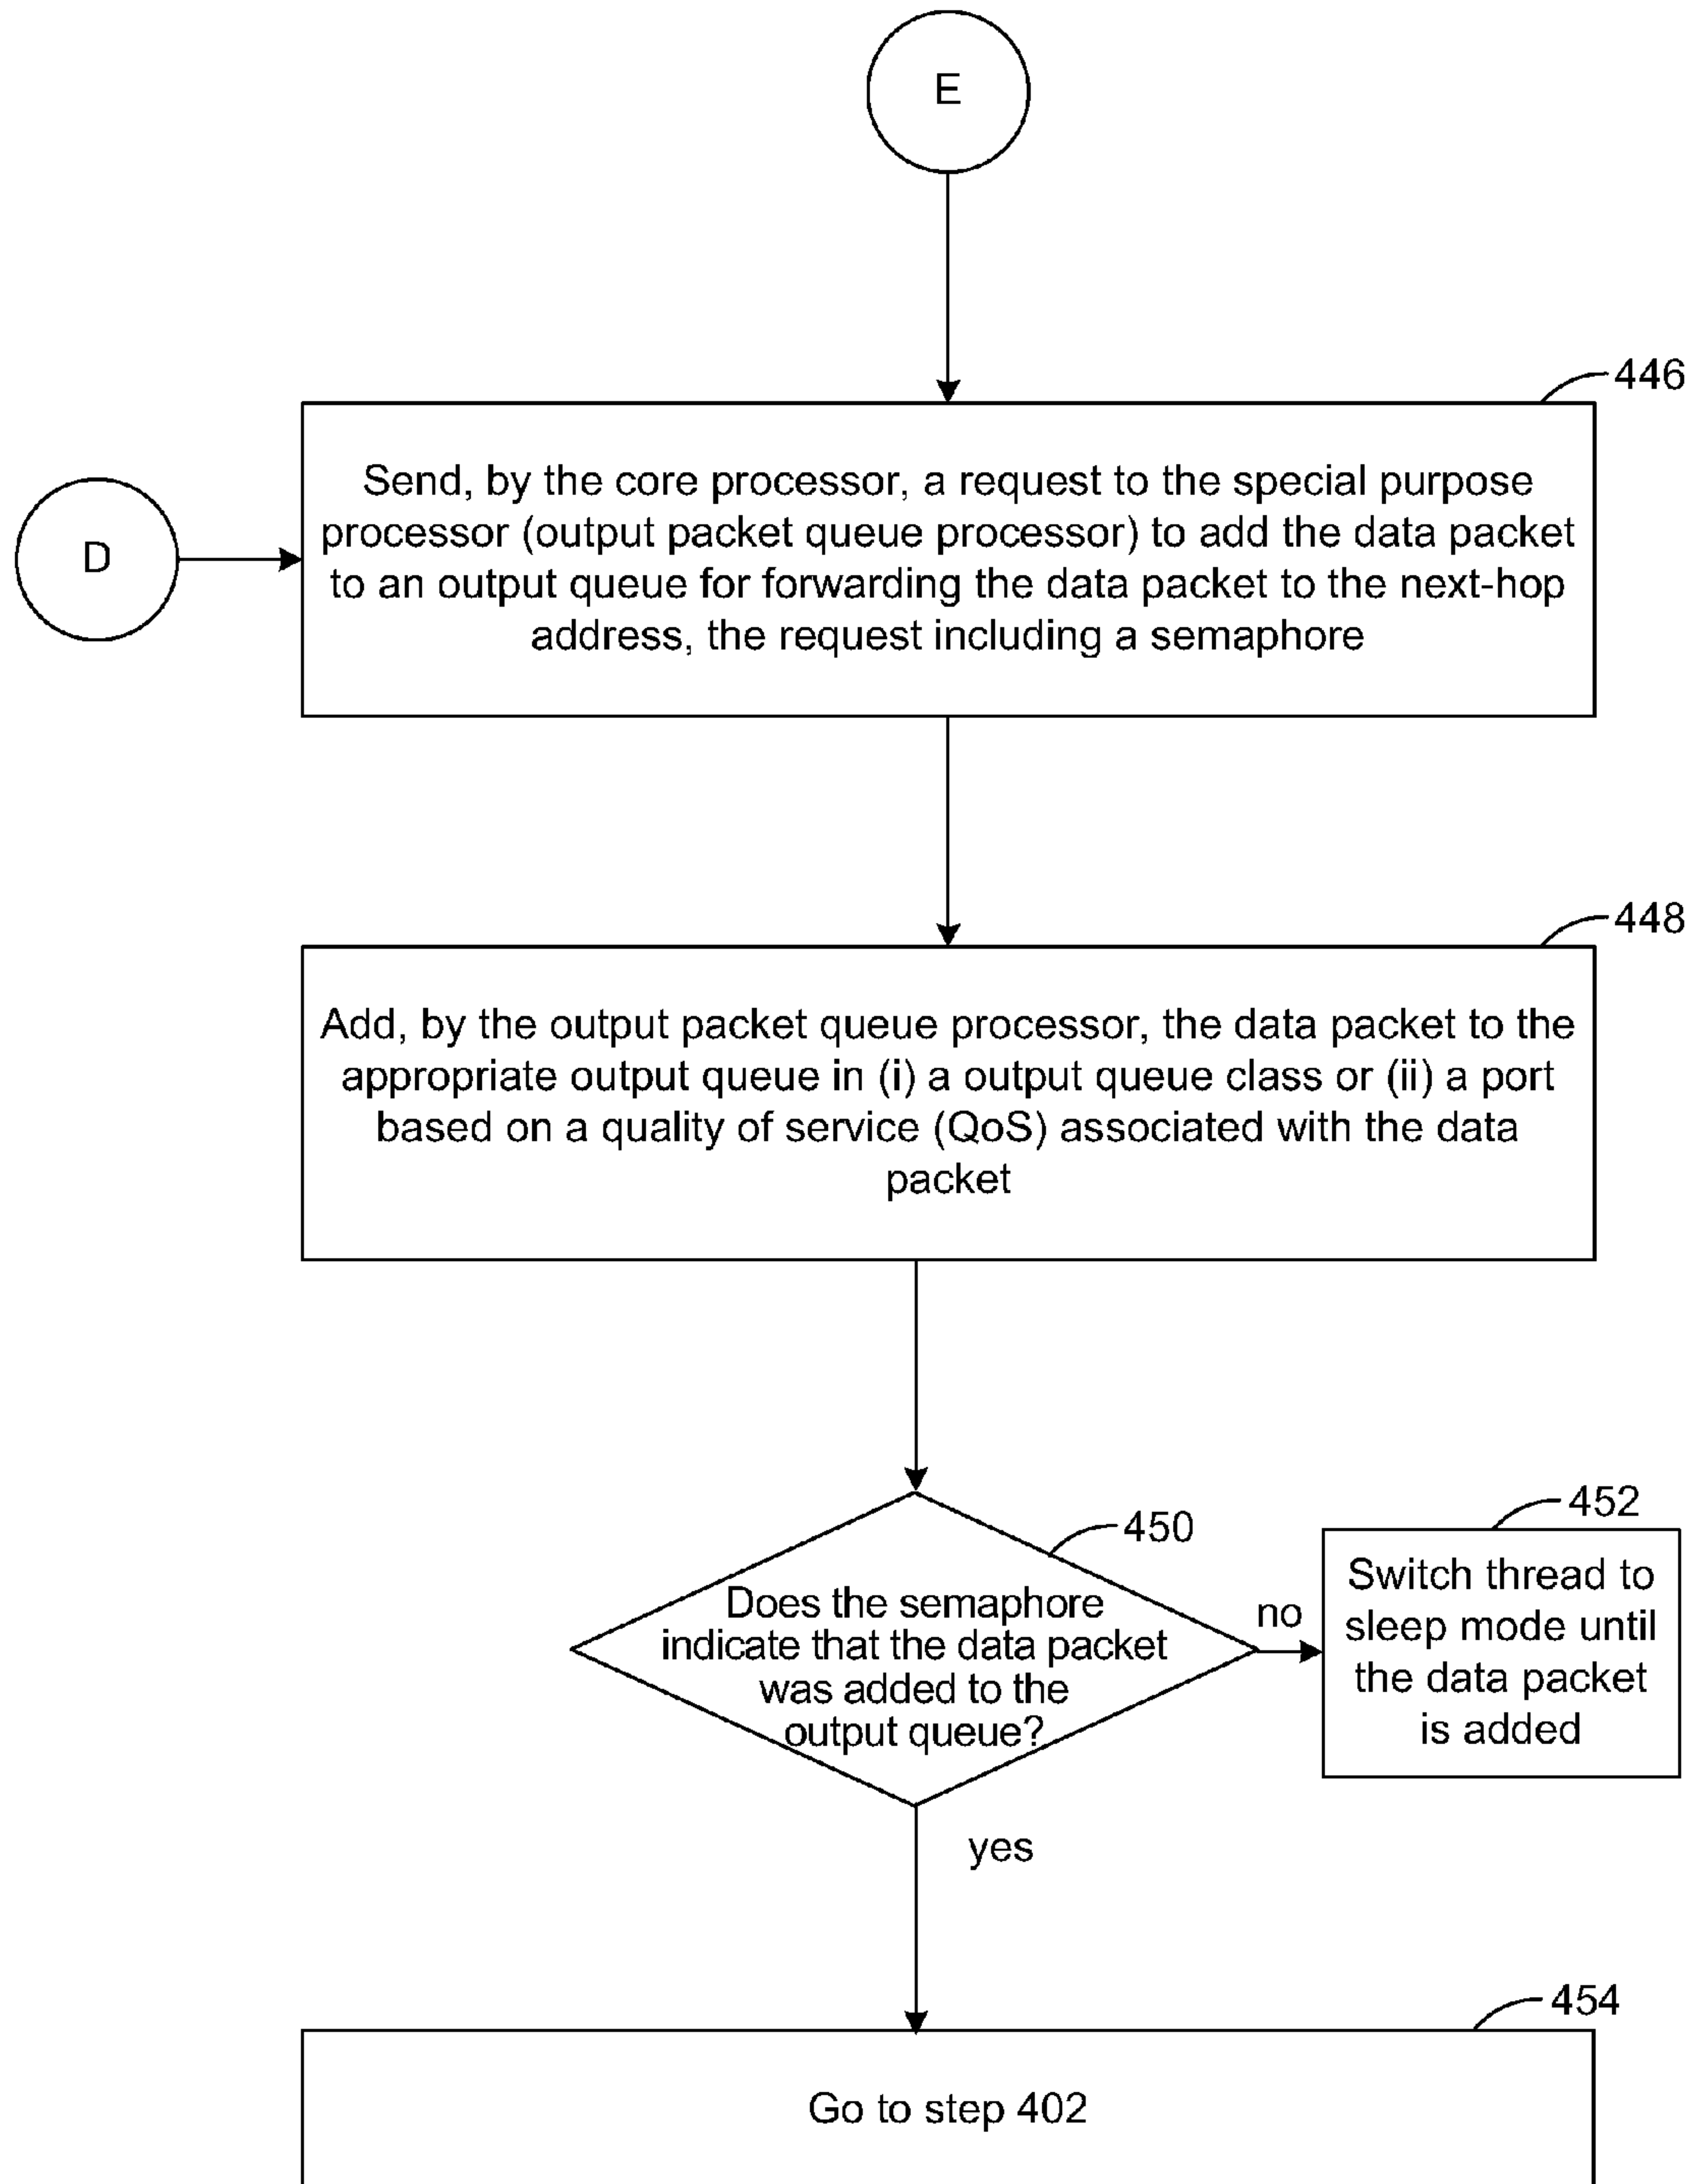 E
446
D
Send, by the core processor, a request to the special purpose
processor (output packet queue processor) to add the data packet
to an output queue for forwarding the data packet to the next-hop
address, the request including a semaphore
448
Add, by the output packet queue processor, the data packet to the
appropriate output queue in (i) a output queue class or (ii) a port
based on a quality of service (QoS) associated with the data
packet
450
Does the semaphore
indicate that the data packet
was added to the
output queue?
no
452
Switch thread to
sleep mode until
the data packet
is added
yes
454
Go to step 402